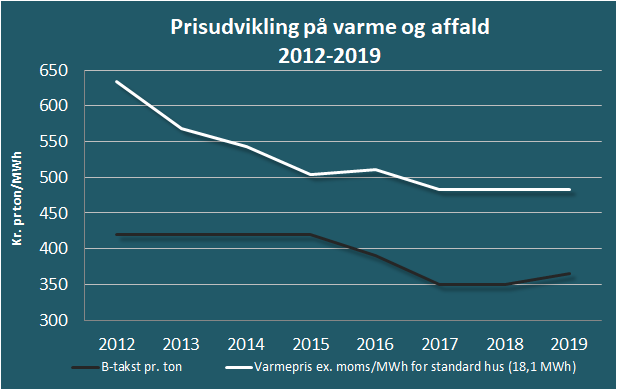 Prisudvikling på varme og affald
2012-2019
Kr. pr ton/MWh
650
600
550
500
450
400
350
300
2012 2013 2014 2015 2016 2017 2018 2019
B-takst pr. ton Varmepris ex. moms/MWh for standard hus (18,1 MWh)